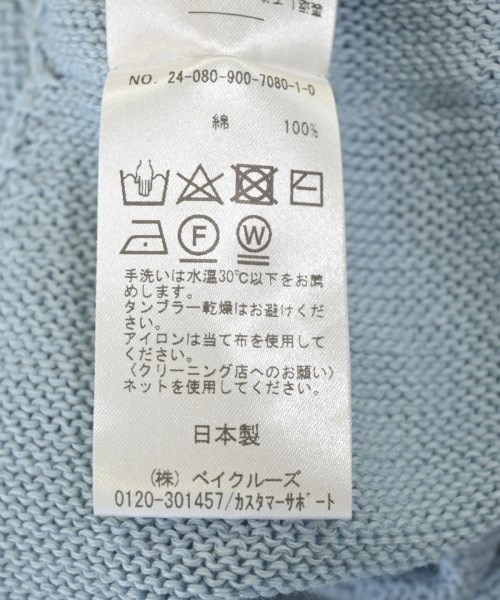 NO. 24-080-900-7080-1-0
綿 100%
F W
手洗いは水温30℃以下をお薦
めします。
タンブラー乾燥はお避けくだ
さい。
アイロンは当て布を使用して
ください。
〈クリーニング店へのお願い〉
ネットを使用してください。
日本製
(株) ベイクルーズ
0120-301457/カスタマーサポート